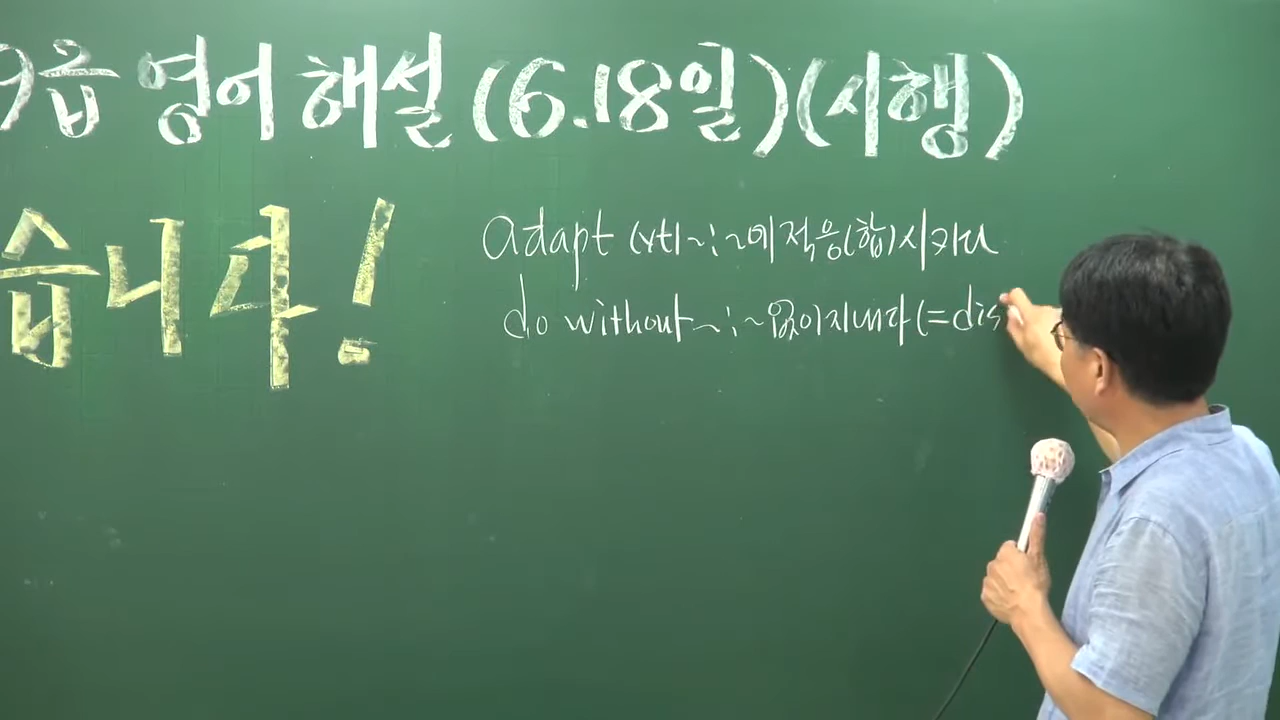 9급 영어 해설 (6.18일)(시행)
습니다!
adapt (vt) ~ : ~에 적응(합)시키다
do without ~ : ~없이 지내다 (= dis